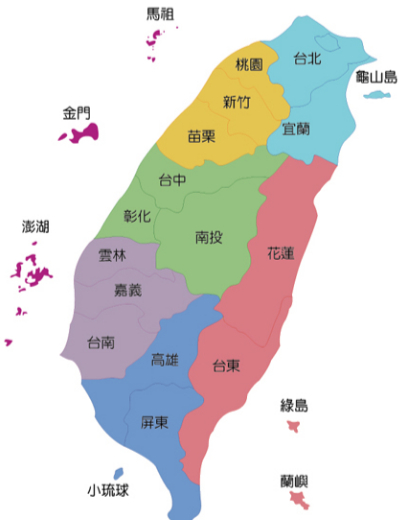 馬祖
台北
桃園
龜山島
新竹
金門
宜蘭
苗栗
台中
彰化
澎湖
南投
雲林
花蓮
嘉義
台南
高雄
台東
綠島
屏東
蘭嶼
小琉球